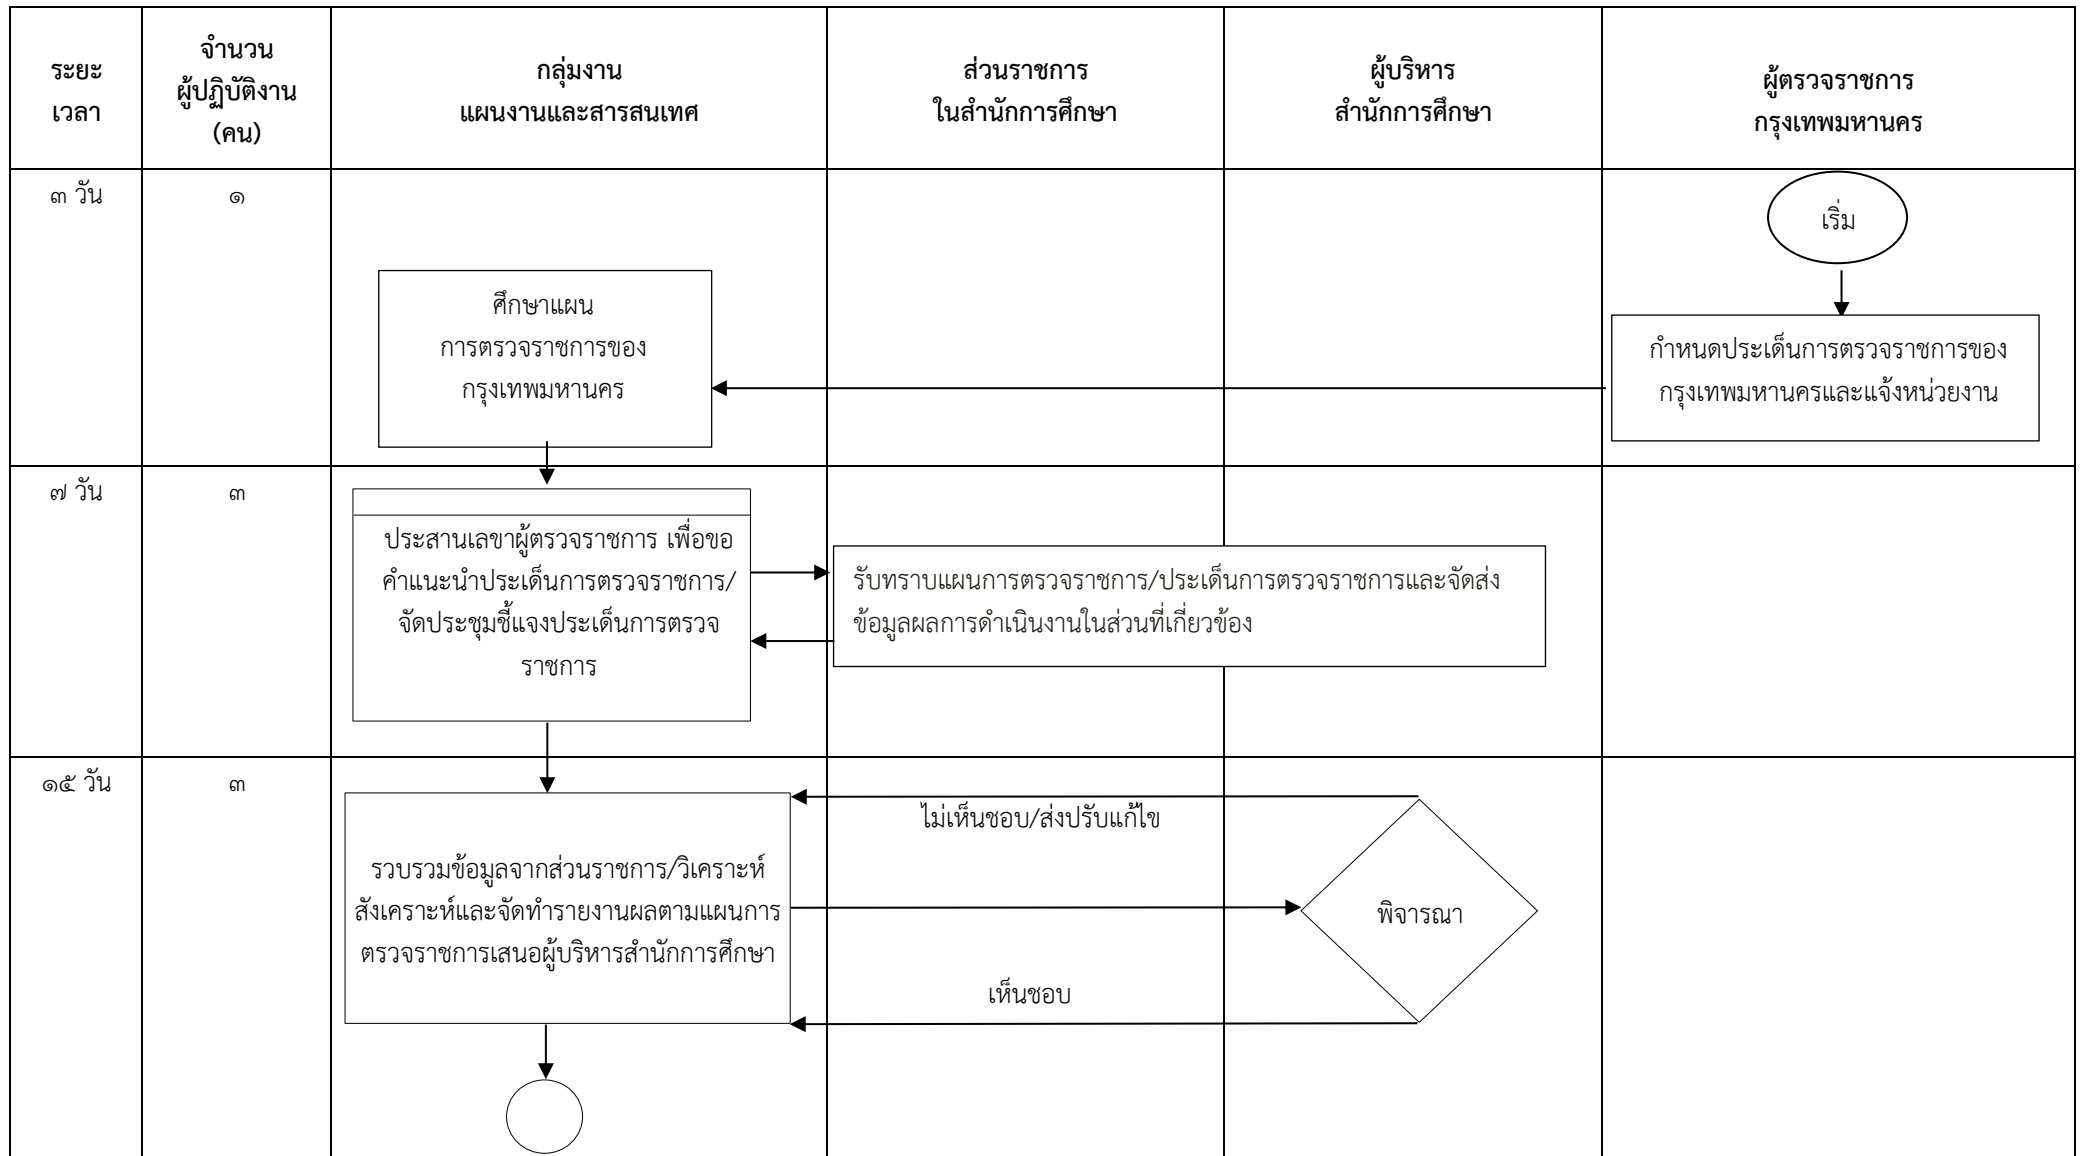 ระยะ
เวลา
จำนวน
ผู้ปฏิบัติงาน
(คน)
กลุ่มงาน
แผนงานและสารสนเทศ
ส่วนราชการ
ในสำนักการศึกษา
ผู้บริหาร
สำนักการศึกษา
ผู้ตรวจราชการ
กรุงเทพมหานคร
๓ วัน
๑
เริ่ม
ศึกษาแผน
การตรวจราชการของ
กรุงเทพมหานคร
กำหนดประเด็นการตรวจราชการของ
กรุงเทพมหานครและแจ้งหน่วยงาน
๗ วัน
๓
ประสานเลขาผู้ตรวจราชการ เพื่อขอ
คำแนะนำประเด็นการตรวจราชการ/
จัดประชุมชี้แจงประเด็นการตรวจ
ราชการ
รับทราบแผนการตรวจราชการ/ประเด็นการตรวจราชการและจัดส่ง
ข้อมูลผลการดำเนินงานในส่วนที่เกี่ยวข้อง
๑๕ วัน
๓
ไม่เห็นชอบ/ส่งปรับแก้ไข
รวบรวมข้อมูลจากส่วนราชการ/วิเคราะห์
สังเคราะห์และจัดทำรายงานผลตามแผนการ
ตรวจราชการเสนอผู้บริหารสำนักการศึกษา
พิจารณา
เห็นชอบ